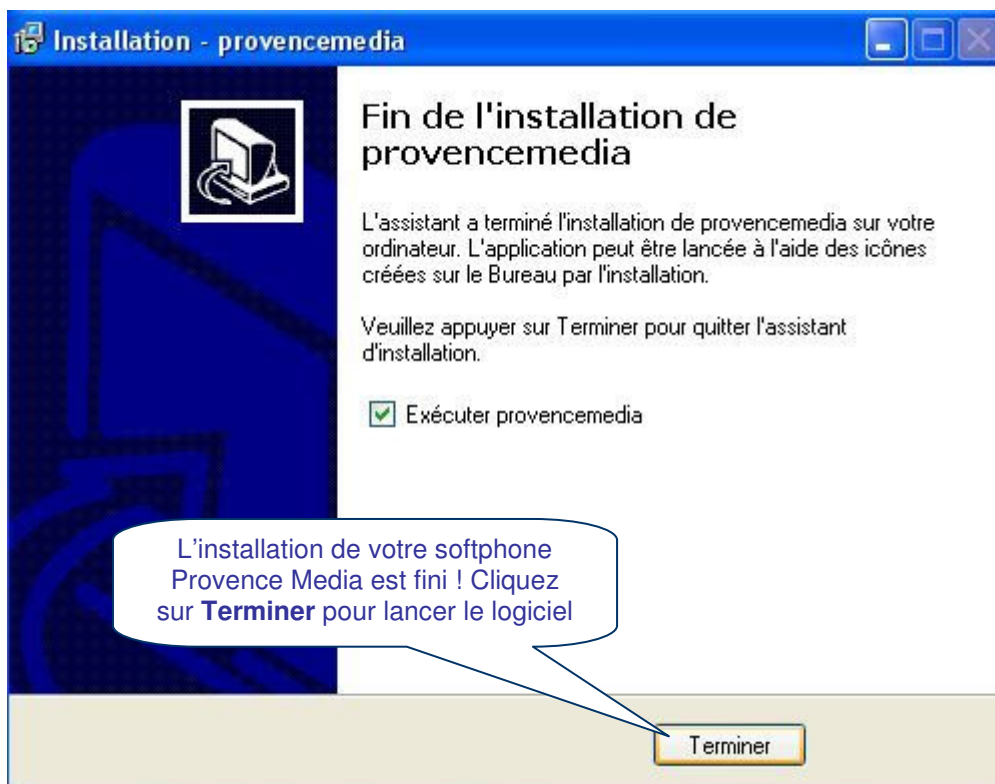 Installation - provencemedia
Fin de l'installation de
provencemedia
L'assistant a terminé l'installation de provencemedia sur votre
ordinateur. L'application peut être lancée à l'aide des icônes
créées sur le Bureau par l'installation.
Veuillez appuyer sur Terminer pour quitter l'assistant
d'installation.
Exécuter provencemedia
L'installation de votre softphone
Provence Media est fini ! Cliquez
sur Terminer pour lancer le logiciel
Terminer